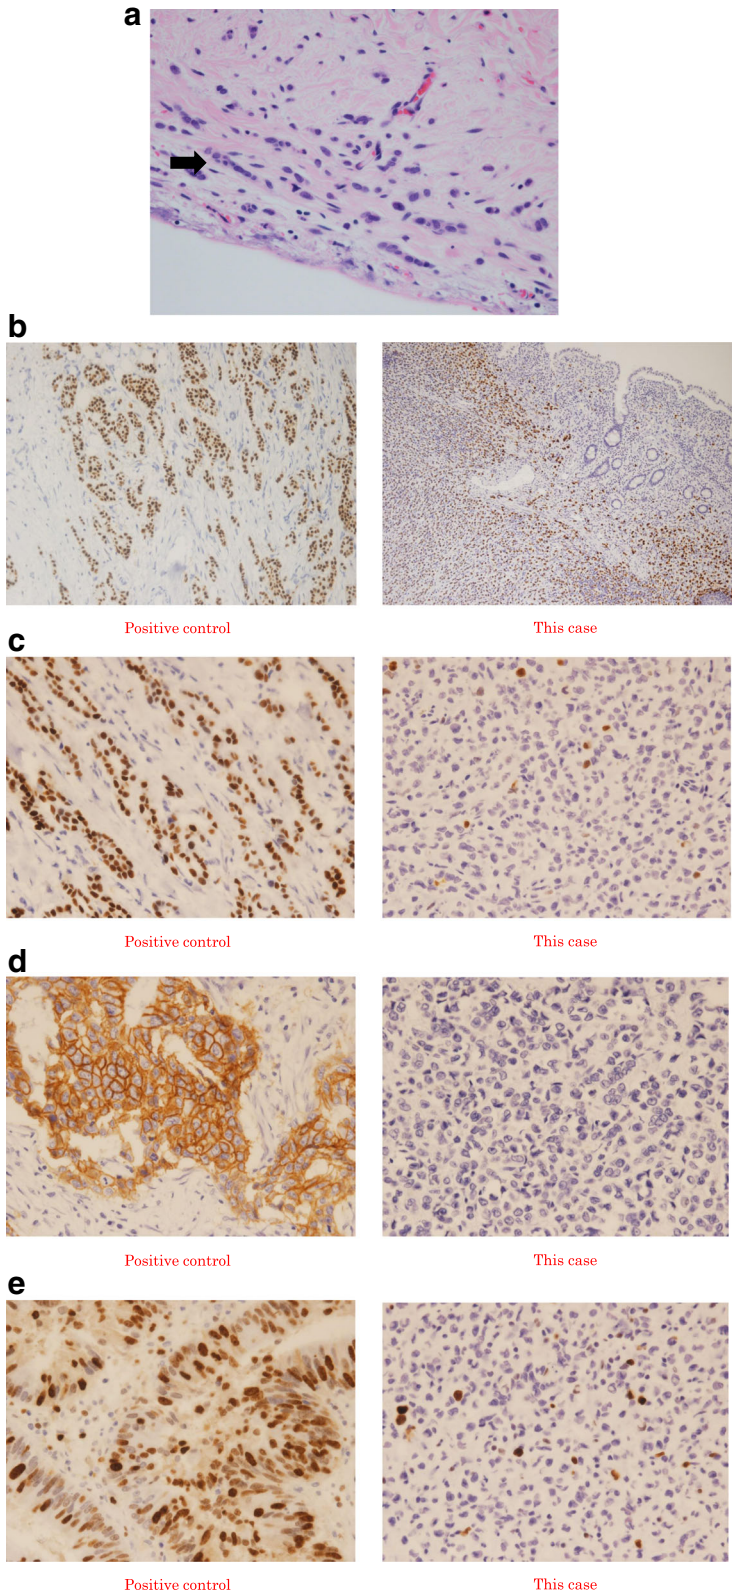 a
b
Positive control
This case
c
Positive control
This case
d
Positive control
This case
e
Positive control
This case